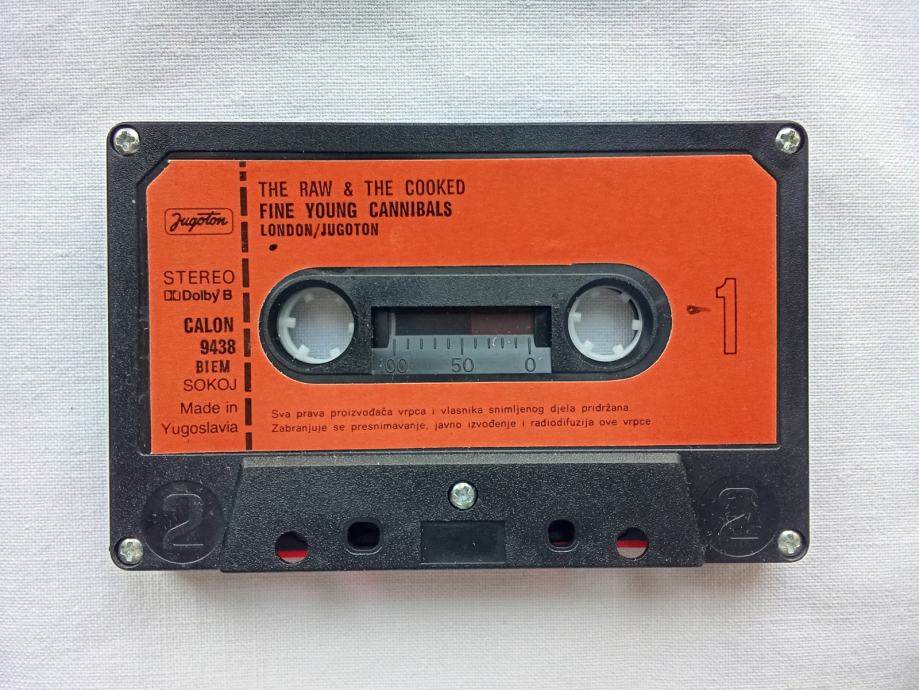 THE RAW & THE COOKED
FINE YOUNG CANNIBALS
LONDON/JUGOTON
Jugoton
STEREO
Dolby B
CALON
9438
BIEM
SOKOJ
Made in
Yugoslavia
1
00 50 0
Sva prava proizvođača vrpca i vlasnika snimljenog djela pridržana.
Zabranjuje se presnimavanje, javno izvođenje i radiodifuzija ove vrpce
2 2